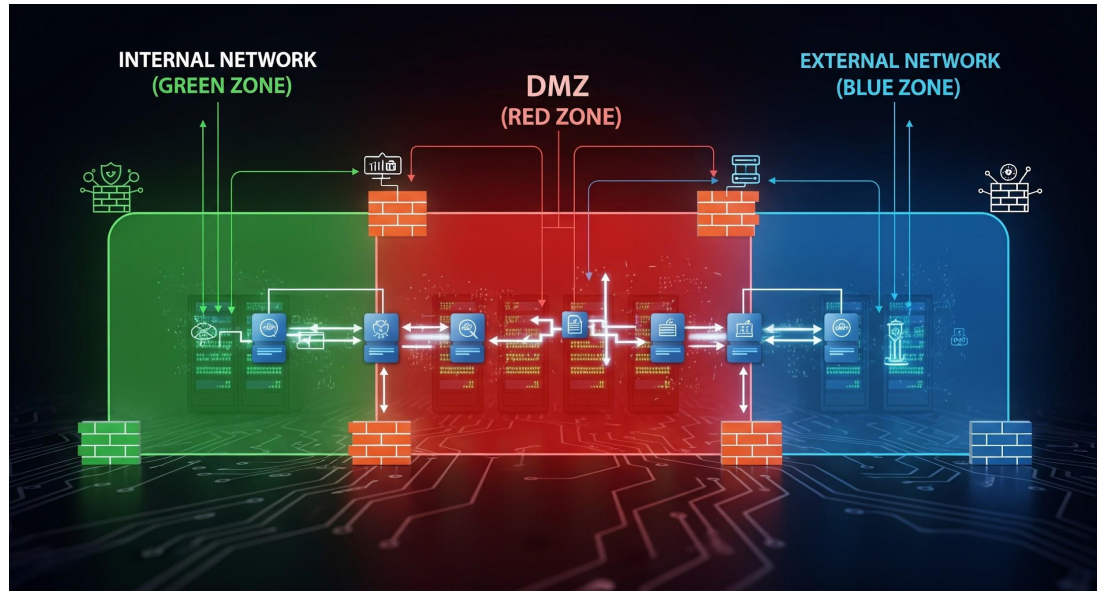 INTERNAL NETWORK
(GREEN ZONE)
DMZ
(RED ZONE)
EXTERNAL NETWORK
(BLUE ZONE)